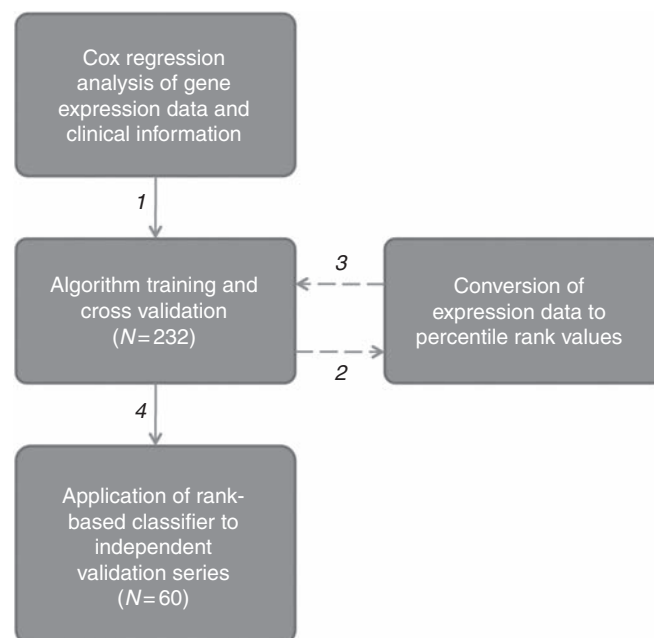 Cox regression
analysis of gene
expression data and
clinical information
1
Algorithm training and
cross validation
(N=232)
3
2
Conversion of
expression data to
percentile rank values
4
Application of rank-
based classifier to
independent
validation series
(N=60)